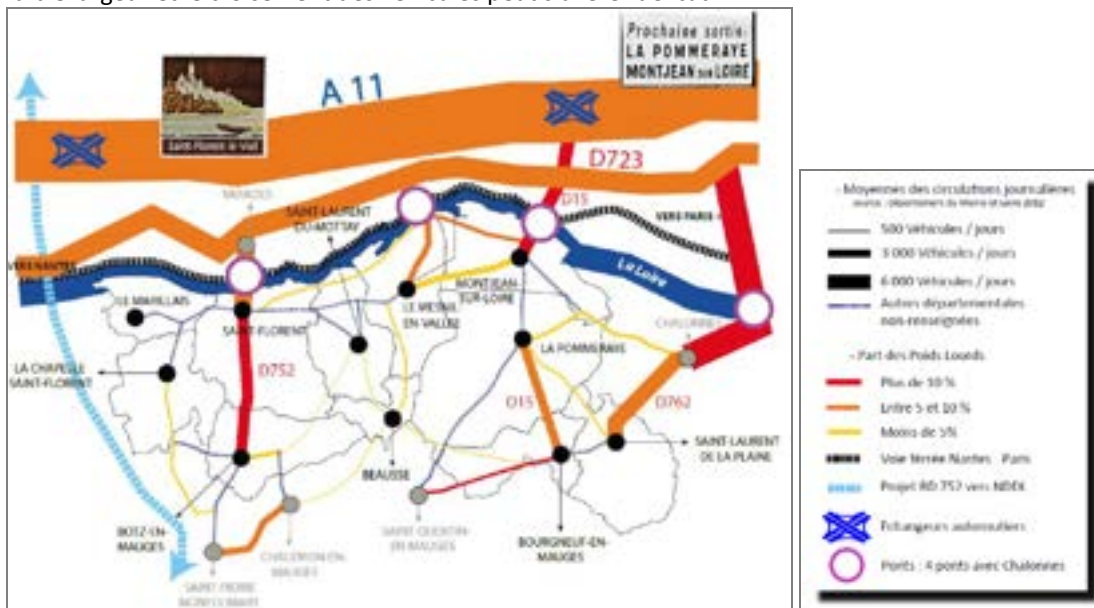 Prochaine sortie:
LA POMMERAYE
MONTJEAN SUR LOIRE
A 11
Saint-Florent le Vieil
D723
VARADES
D15
SAINT-LAURENT
DU-MOTTAY
VERS PARIS
VERS NANTES
La Loire
LE MARILLAIS
MONTJEAN-
SUR-LOIRE
LE MESNIL
EN-VALLÉE
CHALONNES
SAINT-FLORENT
LA POMMERAYE
LA CHAPELLE
SAINT-FLORENT
D752
D15
D762
SAINT-LAURENT
DE LA PLAINE
BEAUSSE
BOTZ-EN-
MAUGES
SAINT-QUENTIN-
EN MAUGES
BOURGNEUF-EN-
MAUGES
MAUGES
- Moyennes des circulations journalières
500 Véhicules / jours
3 000 Véhicules / jours
6 000 Véhicules / jours
Autres départementales
non-renseignées
- Part des Poids Lourds
Plus de 10 %
Entre 5 et 10 %
Moins de 5%
Voie ferrée Nantes - Paris
Projet RD 752 vers NDDL
Echangeurs autoroutiers
Ponts : 4 ponts avec Chalonnes